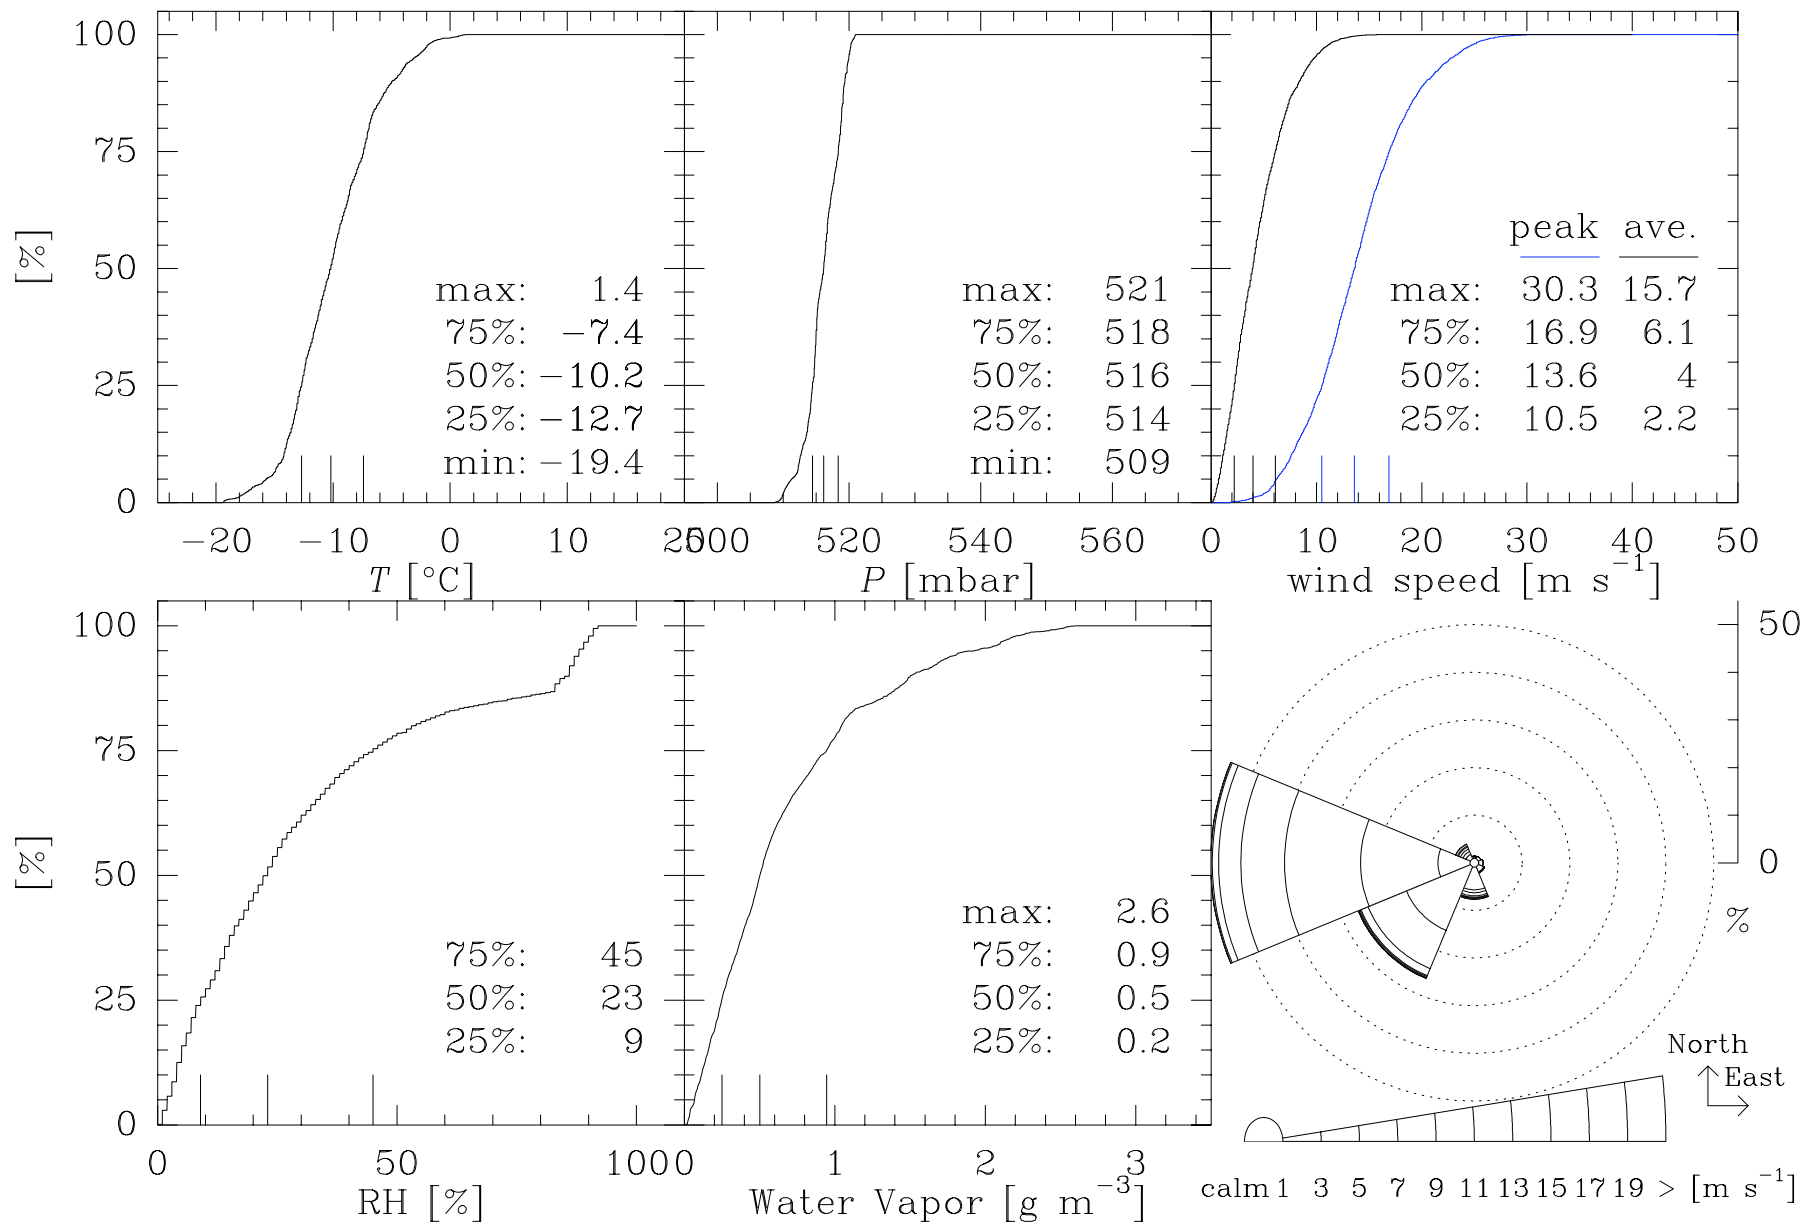 100
75
50
25
0
[%]
max: 1.4
75%: −7.4
50%: −10.2
25%: −12.7
min: −19.4
−20 −10 0 10 20
T [°C]
max: 521
75%: 518
50%: 516
25%: 514
min: 509
500 520 540 560
P [mbar]
peak ave.
max: 30.3 15.7
75%: 16.9 6.1
50%: 13.6 4
25%: 10.5 2.2
0 10 20 30 40 50
wind speed [m s−1]
100
75
50
25
0
[%]
75%: 45
50%: 23
25%: 9
0 50 100
RH [%]
max: 2.6
75%: 0.9
50%: 0.5
25%: 0.2
0 1 2 3
Water Vapor [g m−3]
50
0
%
North
East
calm 1 3 5 7 9 11 13 15 17 19 > [m s−1]